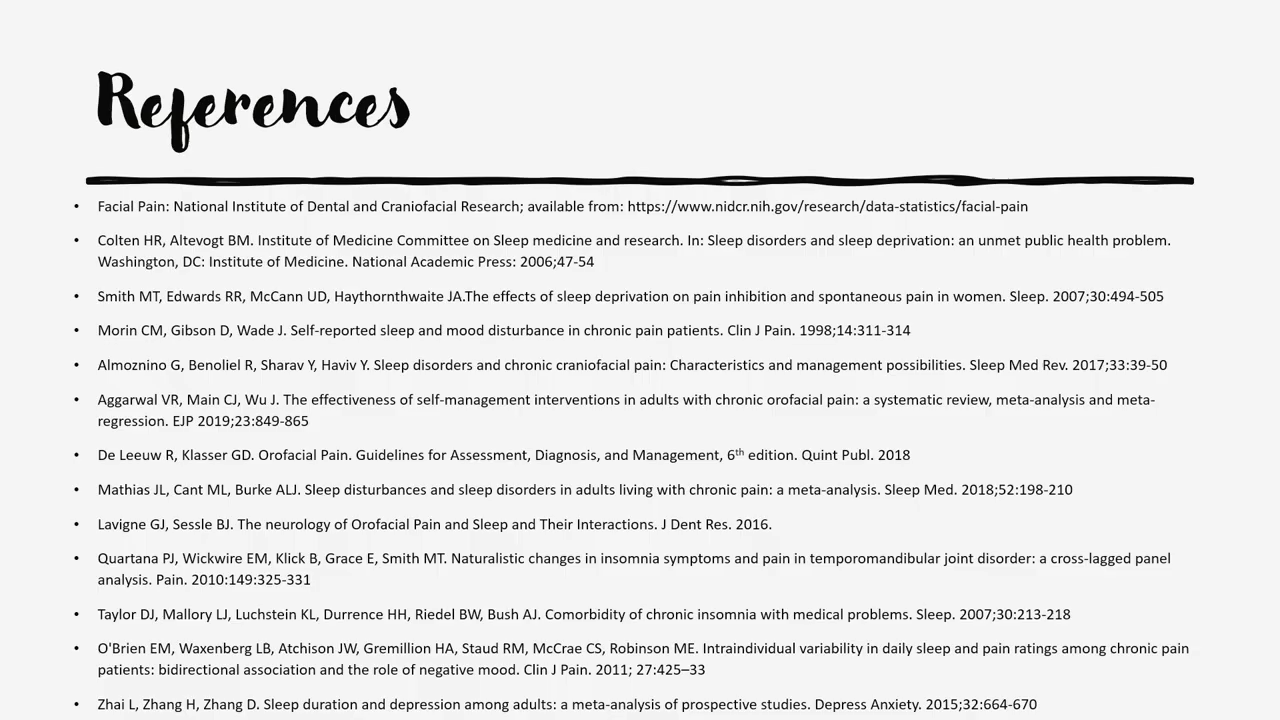 References
• Facial Pain: National Institute of Dental and Craniofacial Research; available from: https://www.nidcr.nih.gov/research/data-statistics/facial-pain
• Colten HR, Altevogt BM. Institute of Medicine Committee on Sleep medicine and research. In: Sleep disorders and sleep deprivation: an unmet public health problem.
Washington, DC: Institute of Medicine. National Academic Press: 2006;47-54
• Smith MT, Edwards RR, McCann UD, Haythornthwaite JA.The effects of sleep deprivation on pain inhibition and spontaneous pain in women. Sleep. 2007;30:494-505
• Morin CM, Gibson D, Wade J. Self-reported sleep and mood disturbance in chronic pain patients. Clin J Pain. 1998;14:311-314
• Almoznino G, Benoliel R, Sharav Y, Haviv Y. Sleep disorders and chronic craniofacial pain: Characteristics and management possibilities. Sleep Med Rev. 2017;33:39-50
• Aggarwal VR, Main CJ, Wu J. The effectiveness of self-management interventions in adults with chronic orofacial pain: a systematic review, meta-analysis and meta-
regression. EJP 2019;23:849-865
• De Leeuw R, Klasser GD. Orofacial Pain. Guidelines for Assessment, Diagnosis, and Management, 6th edition. Quint Publ. 2018
• Mathias JL, Cant ML, Burke ALJ. Sleep disturbances and sleep disorders in adults living with chronic pain: a meta-analysis. Sleep Med. 2018;52:198-210
• Lavigne GJ, Sessle BJ. The neurology of Orofacial Pain and Sleep and Their Interactions. J Dent Res. 2016.
• Quartana PJ, Wickwire EM, Klick B, Grace E, Smith MT. Naturalistic changes in insomnia symptoms and pain in temporomandibular joint disorder: a cross-lagged panel
analysis. Pain. 2010:149:325-331
• Taylor DJ, Mallory LJ, Luchstein KL, Durrence HH, Riedel BW, Bush AJ. Comorbidity of chronic insomnia with medical problems. Sleep. 2007;30:213-218
• O'Brien EM, Waxenberg LB, Atchison JW, Gremillion HA, Staud RM, McCrae CS, Robinson ME. Intraindividual variability in daily sleep and pain ratings among chronic pain
patients: bidirectional association and the role of negative mood. Clin J Pain. 2011; 27:425–33
• Zhai L, Zhang H, Zhang D. Sleep duration and depression among adults: a meta-analysis of prospective studies. Depress Anxiety. 2015;32:664-670